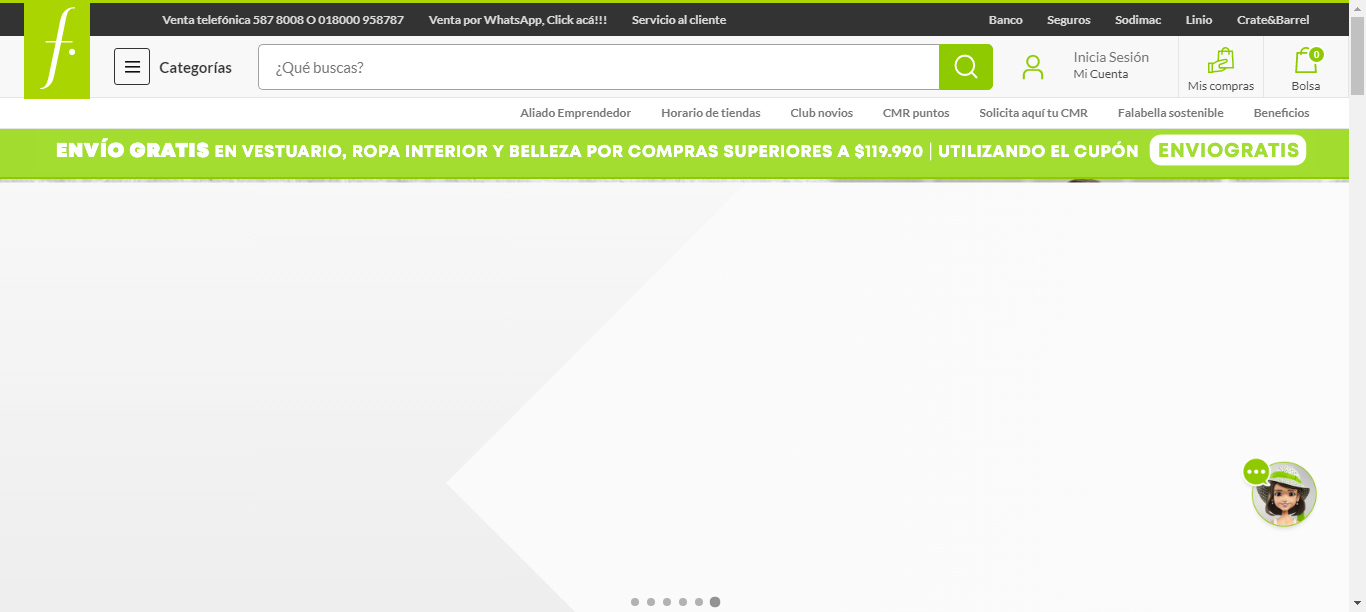 Venta telefónica 587 8008 O 018000 958787 Venta por WhatsApp, Click acá!!! Servicio al cliente Banco Seguros Sodimac Linio Crate&Barrel
f.
Categorías ¿Qué buscas? Inicia Sesión
Mi Cuenta
Mis compras
0
Bolsa
Aliado Emprendedor Horario de tiendas Club novios CMR puntos Solicita aquí tu CMR Falabella sostenible Beneficios
ENVÍO GRATIS EN VESTUARIO, ROPA INTERIOR Y BELLEZA POR COMPRAS SUPERIORES A $119.990 | UTILIZANDO EL CUPÓN ENVIOGRATIS